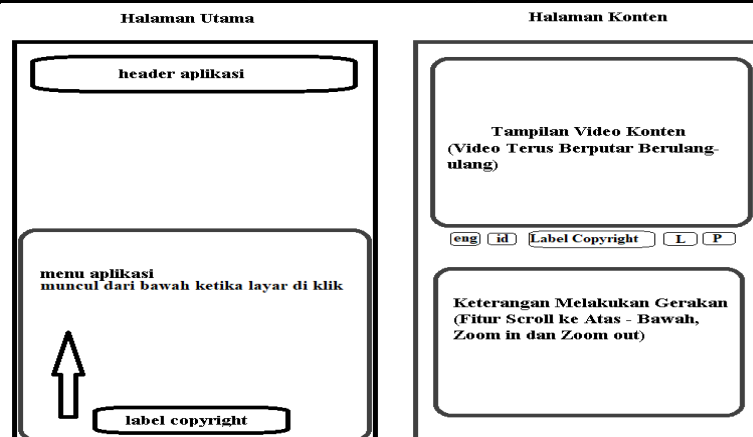 Halaman Utama
header aplikasi
menu aplikasi
muncul dari bawah ketika layar di klik
label copyright
Halaman Konten
Tampilan Video Konten
(Video Terus Berputar Berulang-
ulang)
eng id Label Copyright L P
Keterangan Melakukan Gerakan
(Fitur Scroll ke Atas - Bawah,
Zoom in dan Zoom out)